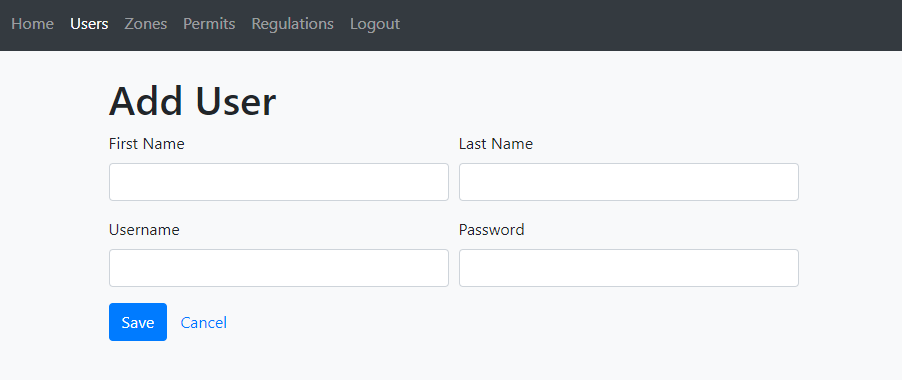 Home Users Zones Permits Regulations Logout
Add User
First Name Last Name
Username Password
Save Cancel